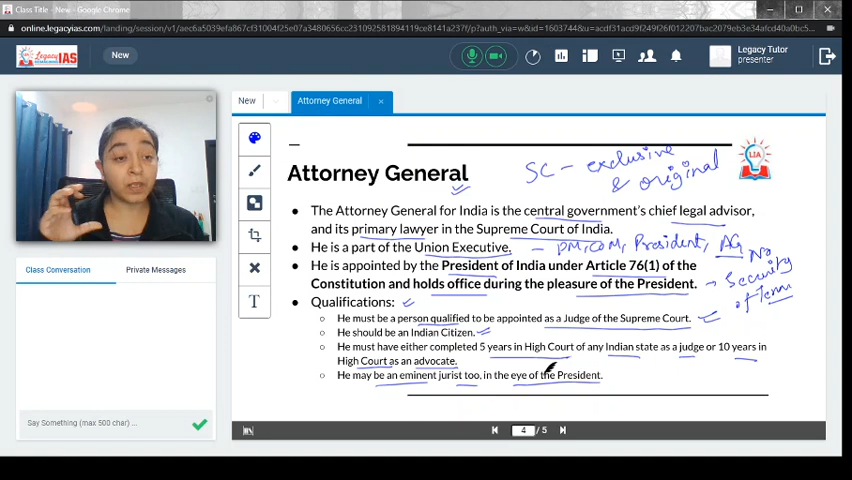 Class Title - New - Google Chrome
New
Legacy Tutor
presenter
Legacy
IAS
New
Attorney General
Attorney General
SC - exclusive
& original
LIA
The Attorney General for India is the central government's chief legal advisor,
and its primary lawyer in the Supreme Court of India.
He is a part of the Union Executive. - PM, COM, President, AG
He is appointed by the President of India under Article 76(1) of the
Constitution and holds office during the pleasure of the President.
No
Security
of Term
Qualifications:
He must be a person qualified to be appointed as a Judge of the Supreme Court.
He should be an Indian Citizen.
He must have either completed 5 years in High Court of any Indian state as a judge or 10 years in
High Court as an advocate.
He may be an eminent jurist too, in the eye of the President.
Class Conversation
Private Messages
Say Something (max 500 char)
4 / 5